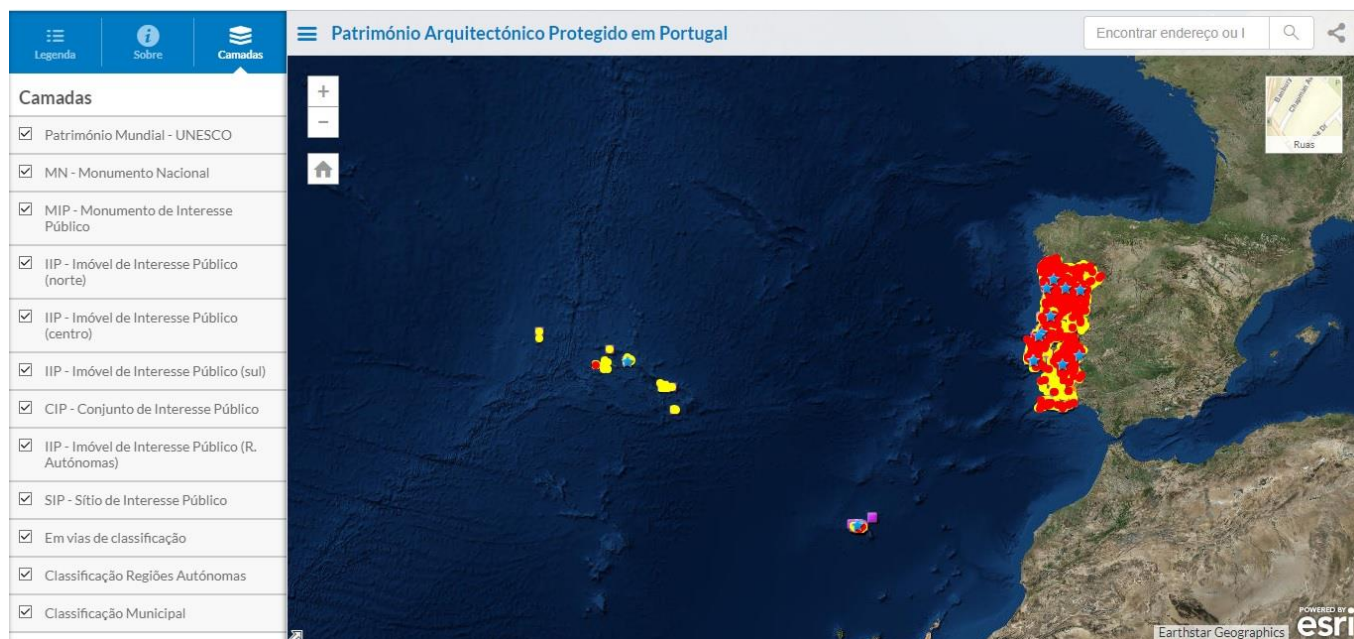 Legenda
Sobre
Camadas
Património Arquitectónico Protegido em Portugal
Encontrar endereço ou l
Camadas
Património Mundial - UNESCO
MN - Monumento Nacional
MIP - Monumento de Interesse
Público
IIP - Imóvel de Interesse Público
(norte)
IIP - Imóvel de Interesse Público
(centro)
IIP - Imóvel de Interesse Público (sul)
CIP - Conjunto de Interesse Público
IIP - Imóvel de Interesse Público (R.
Autónomas)
SIP - Sítio de Interesse Público
Em vias de classificação
Classificação Regiões Autónomas
Classificação Municipal
Chapman Av
Ruas
POWERED BY
esri
Earthstar Geographics